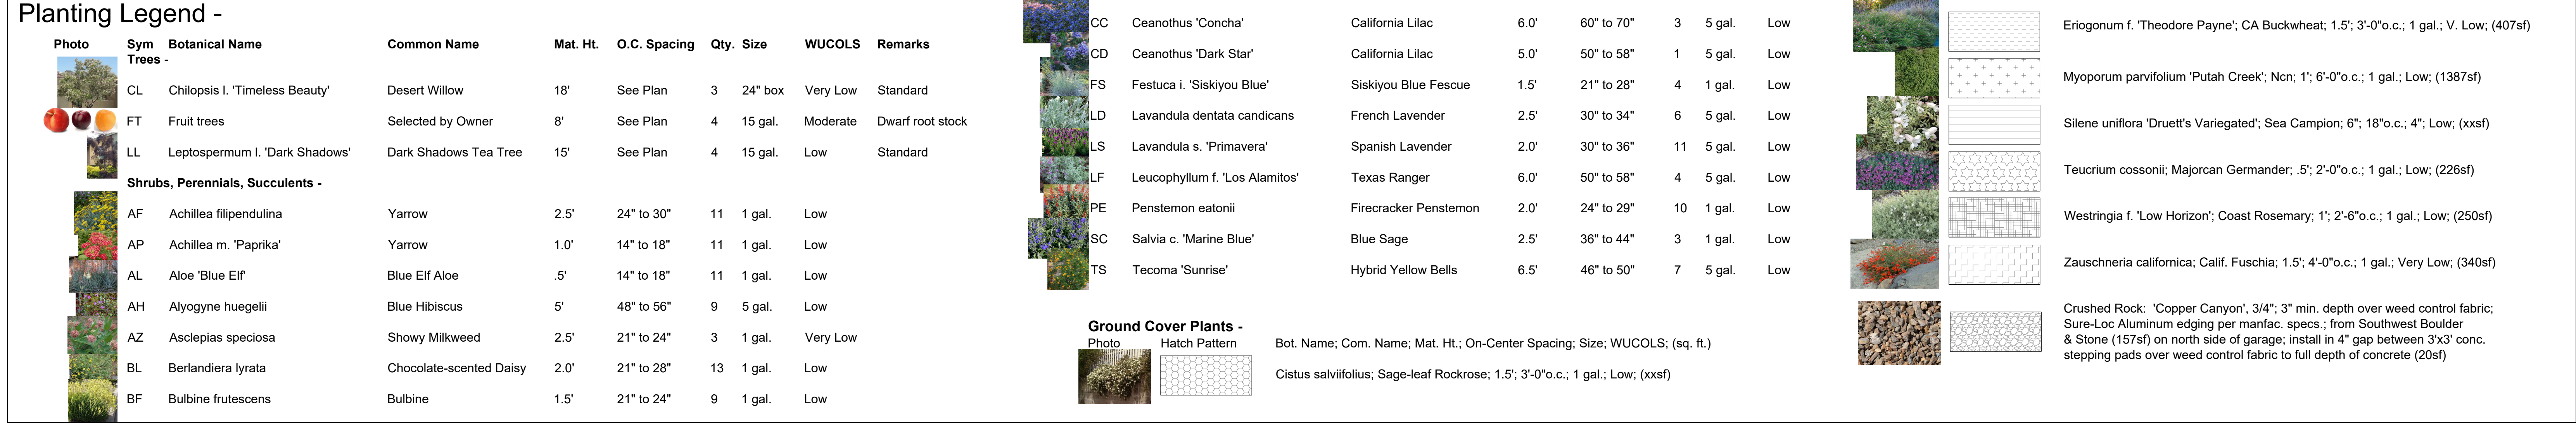 Planting Legend -
Photo Sym Botanical Name Common Name Mat. Ht. O.C. Spacing Qty. Size WUCOLS Remarks
Trees -
CL Chilopsis l. 'Timeless Beauty' Desert Willow 18' See Plan 3 24" box Very Low Standard
FT Fruit trees Selected by Owner 8' See Plan 4 15 gal. Moderate Dwarf root stock
LL Leptospermum l. 'Dark Shadows' Dark Shadows Tea Tree 15' See Plan 4 15 gal. Low Standard
Shrubs, Perennials, Succulents -
AF Achillea filipendulina Yarrow 2.5' 24" to 30" 11 1 gal. Low
AP Achillea m. 'Paprika' Yarrow 1.0' 14" to 18" 11 1 gal. Low
AL Aloe 'Blue Elf' Blue Elf Aloe .5' 14" to 18" 11 1 gal. Low
AH Alyogyne huegelii Blue Hibiscus 5' 48" to 56" 9 5 gal. Low
AZ Asclepias speciosa Showy Milkweed 2.5' 21" to 24" 3 1 gal. Very Low
BL Berlandiera lyrata Chocolate-scented Daisy 2.0' 21" to 28" 13 1 gal. Low
BF Bulbine frutescens Bulbine 1.5' 21" to 24" 9 1 gal. Low
CC Ceanothus 'Concha' California Lilac 6.0' 60" to 70" 3 5 gal. Low
CD Ceanothus 'Dark Star' California Lilac 5.0' 50" to 58" 1 5 gal. Low
FS Festuca i. 'Siskiyou Blue' Siskiyou Blue Fescue 1.5' 21" to 28" 4 1 gal. Low
LD Lavandula dentata candicans French Lavender 2.5' 30" to 34" 6 5 gal. Low
LS Lavandula s. 'Primavera' Spanish Lavender 2.0' 30" to 36" 11 5 gal. Low
LF Leucophyllum f. 'Los Alamitos' Texas Ranger 6.0' 50" to 58" 4 5 gal. Low
PE Penstemon eatonii Firecracker Penstemon 2.0' 24" to 29" 10 1 gal. Low
SC Salvia c. 'Marine Blue' Blue Sage 2.5' 36" to 44" 3 1 gal. Low
TS Tecoma 'Sunrise' Hybrid Yellow Bells 6.5' 46" to 50" 7 5 gal. Low
Ground Cover Plants -
Photo Hatch Pattern Bot. Name; Com. Name; Mat. Ht.; On-Center Spacing; Size; WUCOLS; (sq. ft.)
Cistus salviifolius; Sage-leaf Rockrose; 1.5'; 3'-0"o.c.; 1 gal.; Low; (xxsf)
Eriogonum f. 'Theodore Payne'; CA Buckwheat; 1.5'; 3'-0"o.c.; 1 gal.; V. Low; (407sf)
Myoporum parvifolium 'Putah Creek'; Ncn; 1'; 6'-0"o.c.; 1 gal.; Low; (1387sf)
Silene uniflora 'Druett's Variegated'; Sea Campion; 6"; 18"o.c.; 4"; Low; (xxsf)
Teucrium cossonii; Majorcan Germander; .5'; 2'-0"o.c.; 1 gal.; Low; (226sf)
Westringia f. 'Low Horizon'; Coast Rosemary; 1'; 2'-6"o.c.; 1 gal.; Low; (250sf)
Zauschneria californica; Calif. Fuschia; 1.5'; 4'-0"o.c.; 1 gal.; Very Low; (340sf)
Crushed Rock: 'Copper Canyon', 3/4"; 3" min. depth over weed control fabric;
Sure-Loc Aluminum edging per manfac. specs.; from Southwest Boulder
& Stone (157sf) on north side of garage; install in 4" gap between 3'x3' conc.
stepping pads over weed control fabric to full depth of concrete (20sf)